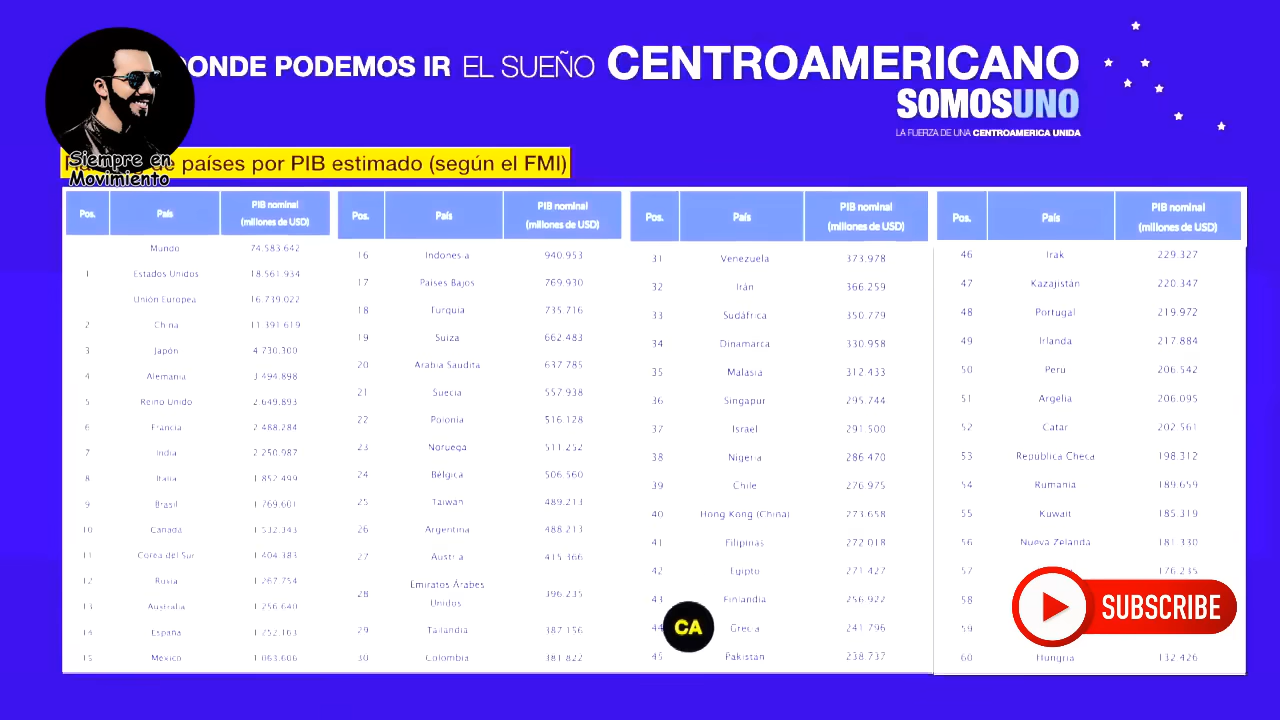 DONDE PODEMOS IR EL SUEÑO CENTROAMERICANO
SOMOSUNO
LA FUERZA DE UNA CENTROAMERICA UNIDA
Siempre en
Movimiento
países por PIB estimado (según el FMI)
Pos. País PIB nominal (millones de USD)
Mundo 74.583.642
1 Estados Unidos 18.561.934
Unión Europea 16.739.022
2 China 11.391.619
3 Japón 4.730.300
4 Alemania 3.494.898
5 Reino Unido 2.649.893
6 Francia 2.488.284
7 India 2.250.987
8 Italia 1.852.499
9 Brasil 1.769.601
10 Canadá 1.532.343
11 Corea del Sur 1.404.383
12 Rusia 1.267.754
13 Australia 1.256.640
14 España 1.252.163
15 México 1.063.606
Pos. País PIB nominal (millones de USD)
16 Indonesia 940.953
17 Países Bajos 769.930
18 Turquía 735.716
19 Suiza 662.483
20 Arabia Saudita 637.785
21 Suecia 557.938
22 Polonia 516.128
23 Noruega 511.252
24 Bélgica 506.560
25 Taiwán 489.213
26 Argentina 488.213
27 Austria 415.366
28 Emiratos Árabes Unidos 396.235
29 Tailandia 387.156
30 Colombia 381.822
Pos. País PIB nominal (millones de USD)
31 Venezuela 373.978
32 Irán 366.259
33 Sudáfrica 350.779
34 Dinamarca 330.958
35 Malasia 312.433
36 Singapur 295.744
37 Israel 291.500
38 Nigeria 286.470
39 Chile 276.975
40 Hong Kong (China) 273.658
41 Filipinas 272.018
42 Egipto 271.427
43 Finlandia 256.922
44 Grecia 241.796
45 Pakistán 238.737
Pos. País PIB nominal (millones de USD)
46 Irak 229.327
47 Kazajistán 220.347
48 Portugal 219.972
49 Irlanda 217.884
50 Peru 206.542
51 Argelia 206.095
52 Catar 202.561
53 República Checa 198.312
54 Rumania 189.659
55 Kuwait 185.319
56 Nueva Zelanda 181.330
57 176.235
58
59
60 Hungría 132.426
CA
SUBSCRIBE